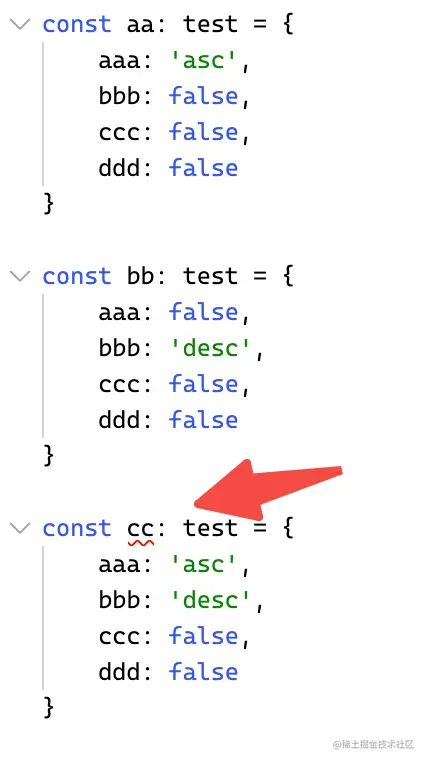 const aa: test = {
    aaa: 'asc',
    bbb: false,
    ccc: false,
    ddd: false
}
const bb: test = {
    aaa: false,
    bbb: 'desc',
    ccc: false,
    ddd: false
}
const cc: test = {
    aaa: 'asc',
    bbb: 'desc',
    ccc: false,
    ddd: false
}
@稀土掘金技术社区